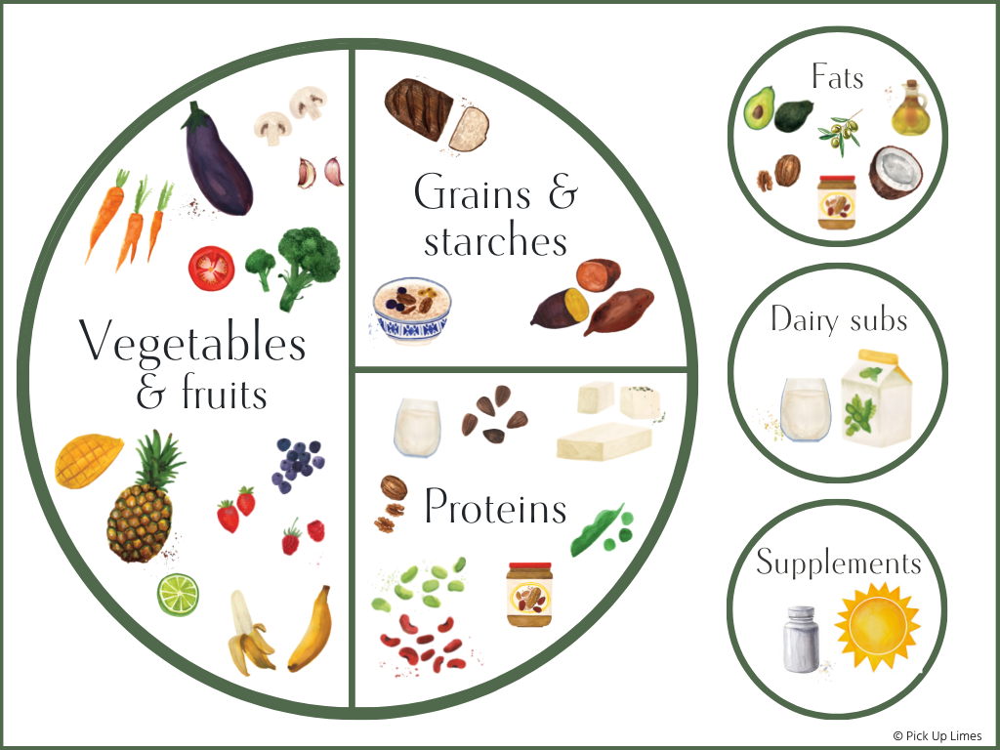 Vegetables
& fruits
Grains &
starches
Proteins
Fats
Dairy subs
Supplements
© Pick Up Limes